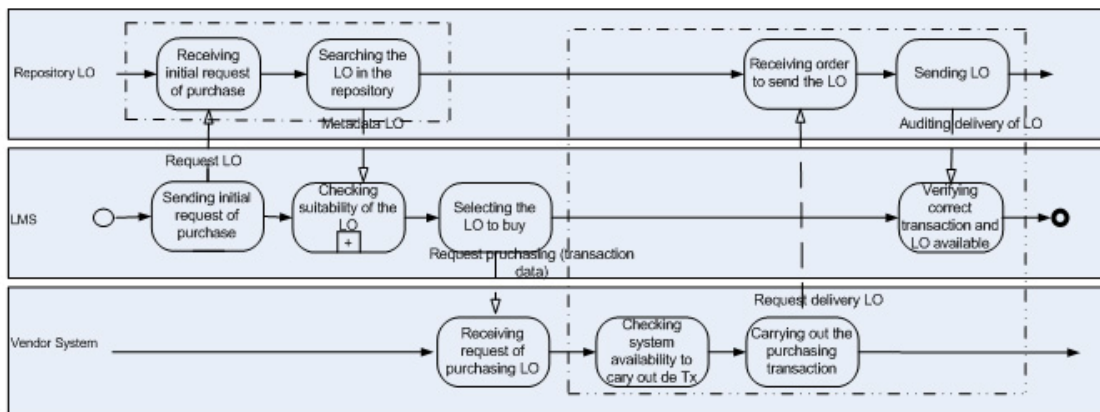 Repository LO
Receiving
initial request
of purchase
Searching the
LO in the
repository
Receiving order
to send the LO
Sending LO
Metadata LO
Auditing delivery of LO
Request LO
LMS
Sending initial
request of
purchase
Checking
suitability of the
LO
+
Selecting the
LO to buy
Verifying
correct
transaction and
LO available
Request pruchasing (transaction
data)
Request delivery LO
Vendor System
Receiving
request of
purchasing LO
Checking
system
availability to
cary out de Tx
Carrying out the
purchasing
transaction